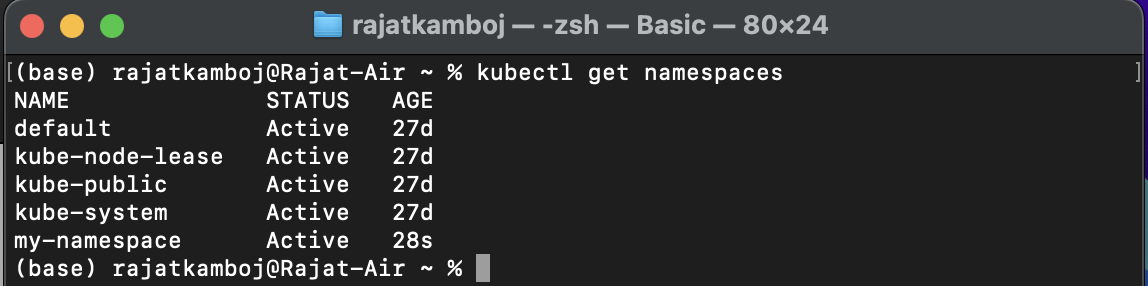 rajatkamboj — -zsh — Basic — 80×24
[(base) rajatkamboj@Rajat-Air ~ % kubectl get namespaces ]
NAME STATUS AGE
default Active 27d
kube-node-lease Active 27d
kube-public Active 27d
kube-system Active 27d
my-namespace Active 28s
(base) rajatkamboj@Rajat-Air ~ %